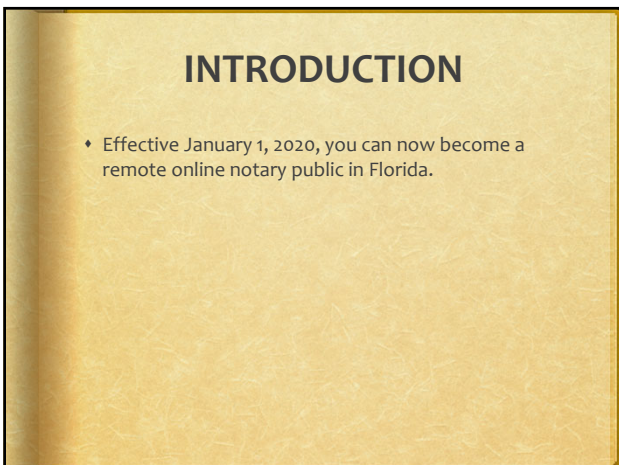 INTRODUCTION
⬧ Effective January 1, 2020, you can now become a
remote online notary public in Florida.